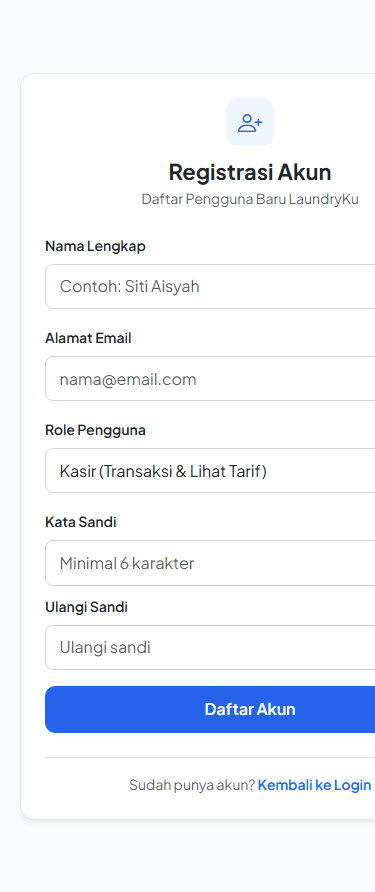 Registrasi Akun
Daftar Pengguna Baru LaundryKu
Nama Lengkap
Contoh: Siti Aisyah
Alamat Email
nama@email.com
Role Pengguna
Kasir (Transaksi & Lihat Tarif)
Kata Sandi
Minimal 6 karakter
Ulangi Sandi
Ulangi sandi
Daftar Akun
Sudah punya akun? Kembali ke Login